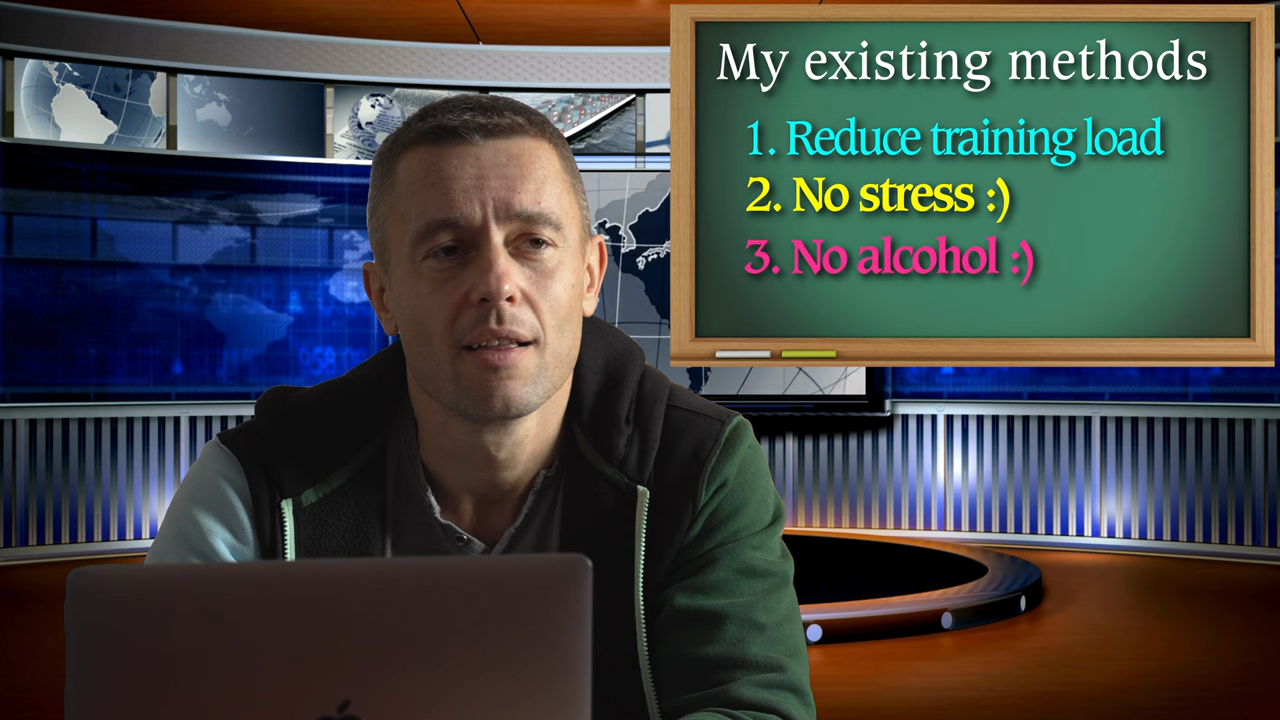 My existing methods
1. Reduce training load
2. No stress :)
3. No alcohol :)